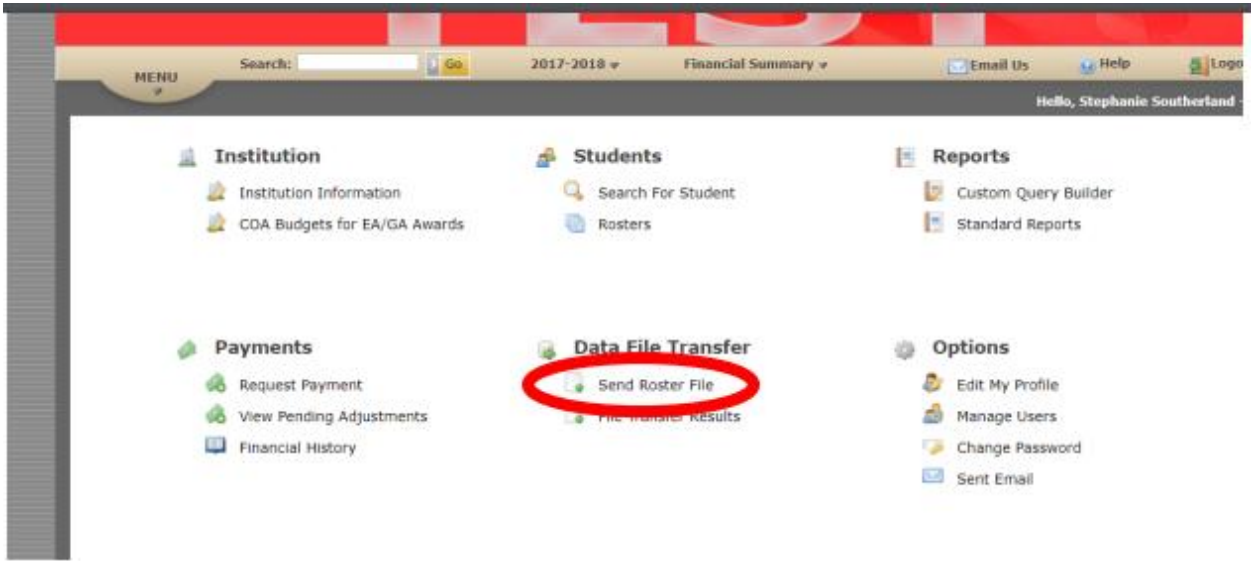 TEST
MENU
Search: Go 2017-2018 Financial Summary Email Us Help Logo
Hello, Stephanie Southerland -
Institution
Institution Information
COA Budgets for EA/GA Awards
Students
Search For Student
Rosters
Reports
Custom Query Builder
Standard Reports
Payments
Request Payment
View Pending Adjustments
Financial History
Data File Transfer
Send Roster File
File Transfer Results
Options
Edit My Profile
Manage Users
Change Password
Sent Email